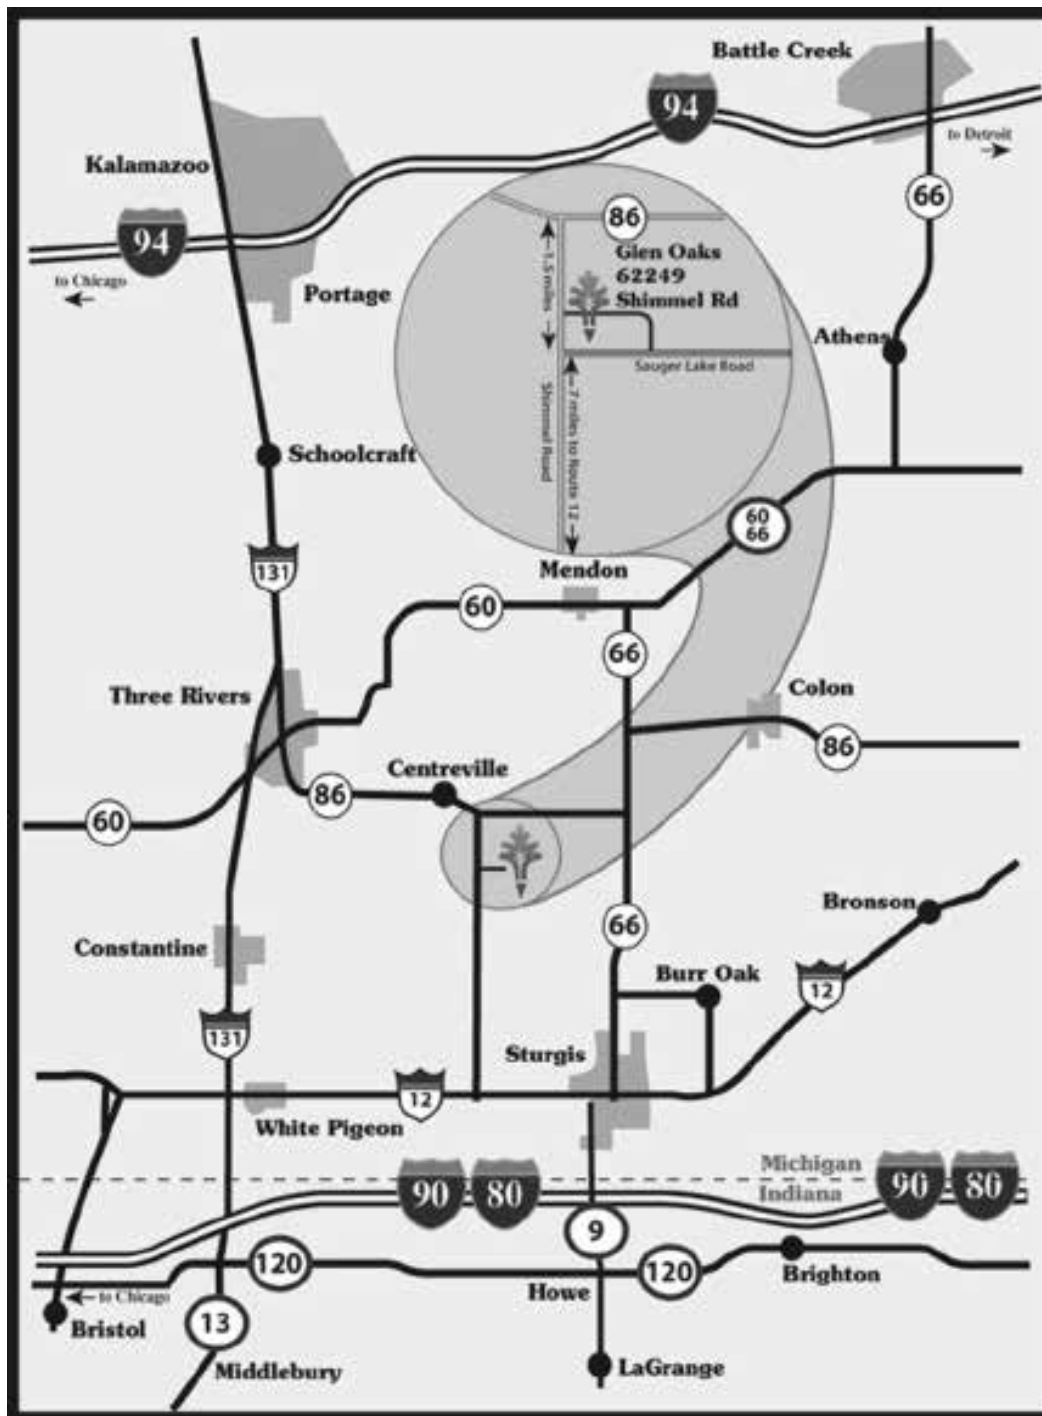 Battle Creek
94
to Detroit
Kalamazoo
66
86
94
Glen Oaks
62249
Shimmel Rd
1.5 miles
to Chicago
Portage
Athens
Sauger Lake Road
Shimmel Road
7 miles to Route 12
Schoolcraft
60
66
131
Mendon
60
66
Three Rivers
Colon
86
Centreville
86
60
Bronson
66
Constantine
Burr Oak
12
131
Sturgis
12
White Pigeon
Michigan
90
80
90
80
Indiana
9
120
120
Brighton
Howe
to Chicago
13
Bristol
Middlebury
LaGrange